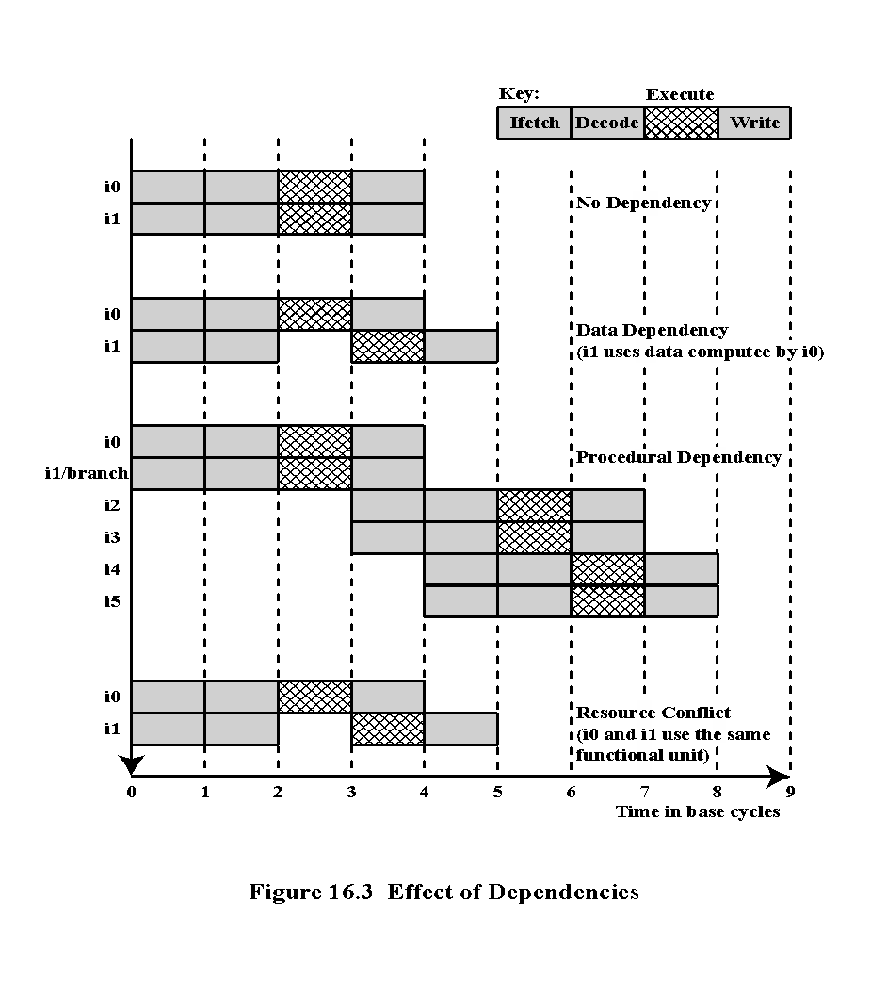 Key:
Execute
Ifetch Decode Write
i0
No Dependency
i1
i0
Data Dependency
i1
(i1 uses data computee by i0)
i0
Procedural Dependency
i1/branch
i2
i3
i4
i5
i0
Resource Conflict
i1
(i0 and i1 use the same
functional unit)
0 1 2 3 4 5 6 7 8 9
Time in base cycles
Figure 16.3 Effect of Dependencies